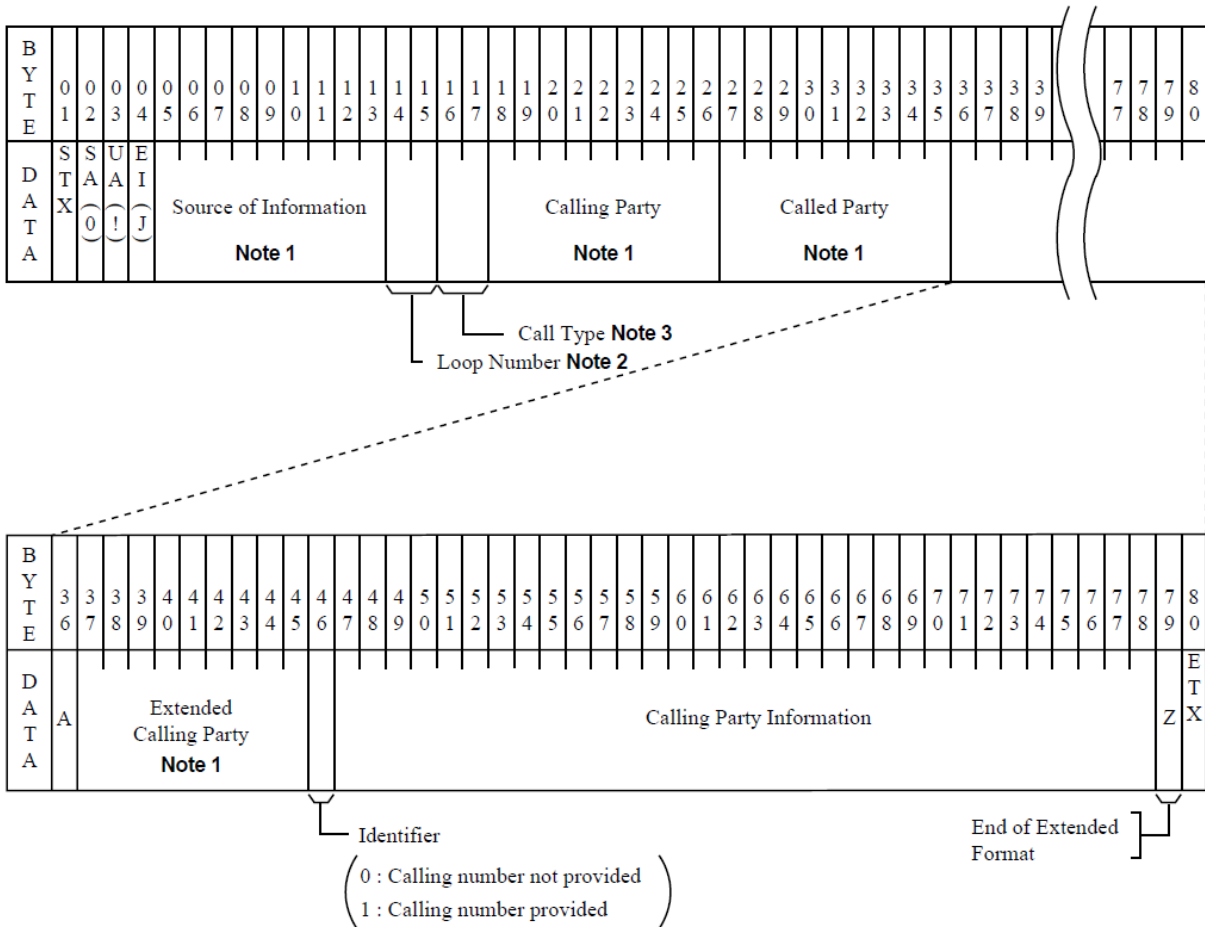 BYTE 01 02 03 04 05 06 07 08 09 10 11 12 13 14 15 16 17 18 19 20 21 22 23 24 25 26 27 28 29 30 31 32 33 34 35 36 37 38 39 77 78 79 80
DATA STX SA(0) UA(!) EI(J) Source of Information Calling Party Called Party
Note 1 Note 1 Note 1
Call Type Note 3
Loop Number Note 2
BYTE 36 37 38 39 40 41 42 43 44 45 46 47 48 49 50 51 52 53 54 55 56 57 58 59 60 61 62 63 64 65 66 67 68 69 70 71 72 73 74 75 76 77 78 79 80
DATA A Extended Calling Party Information Z ETX
Calling Party
Note 1
Identifier
0 : Calling number not provided
1 : Calling number provided
End of Extended
Format